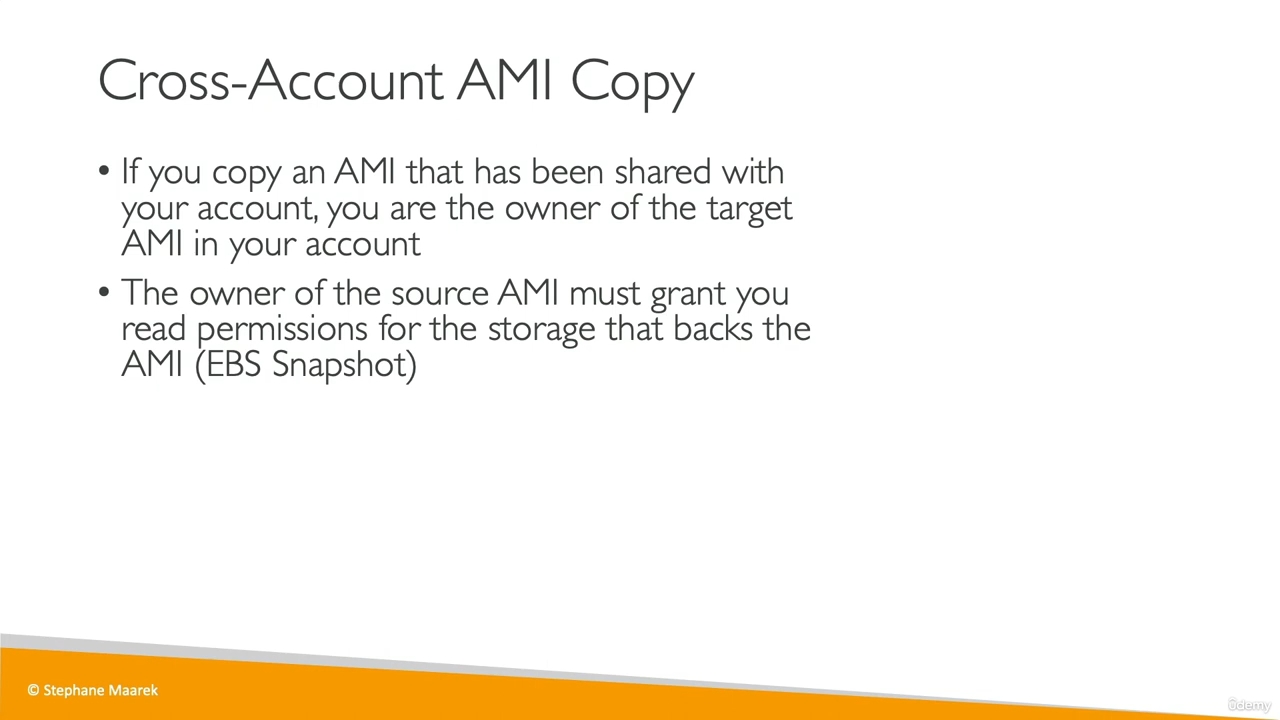 Cross-Account AMI Copy
• If you copy an AMI that has been shared with
your account, you are the owner of the target
AMI in your account
• The owner of the source AMI must grant you
read permissions for the storage that backs the
AMI (EBS Snapshot)
© Stephane Maarek
ûdemy